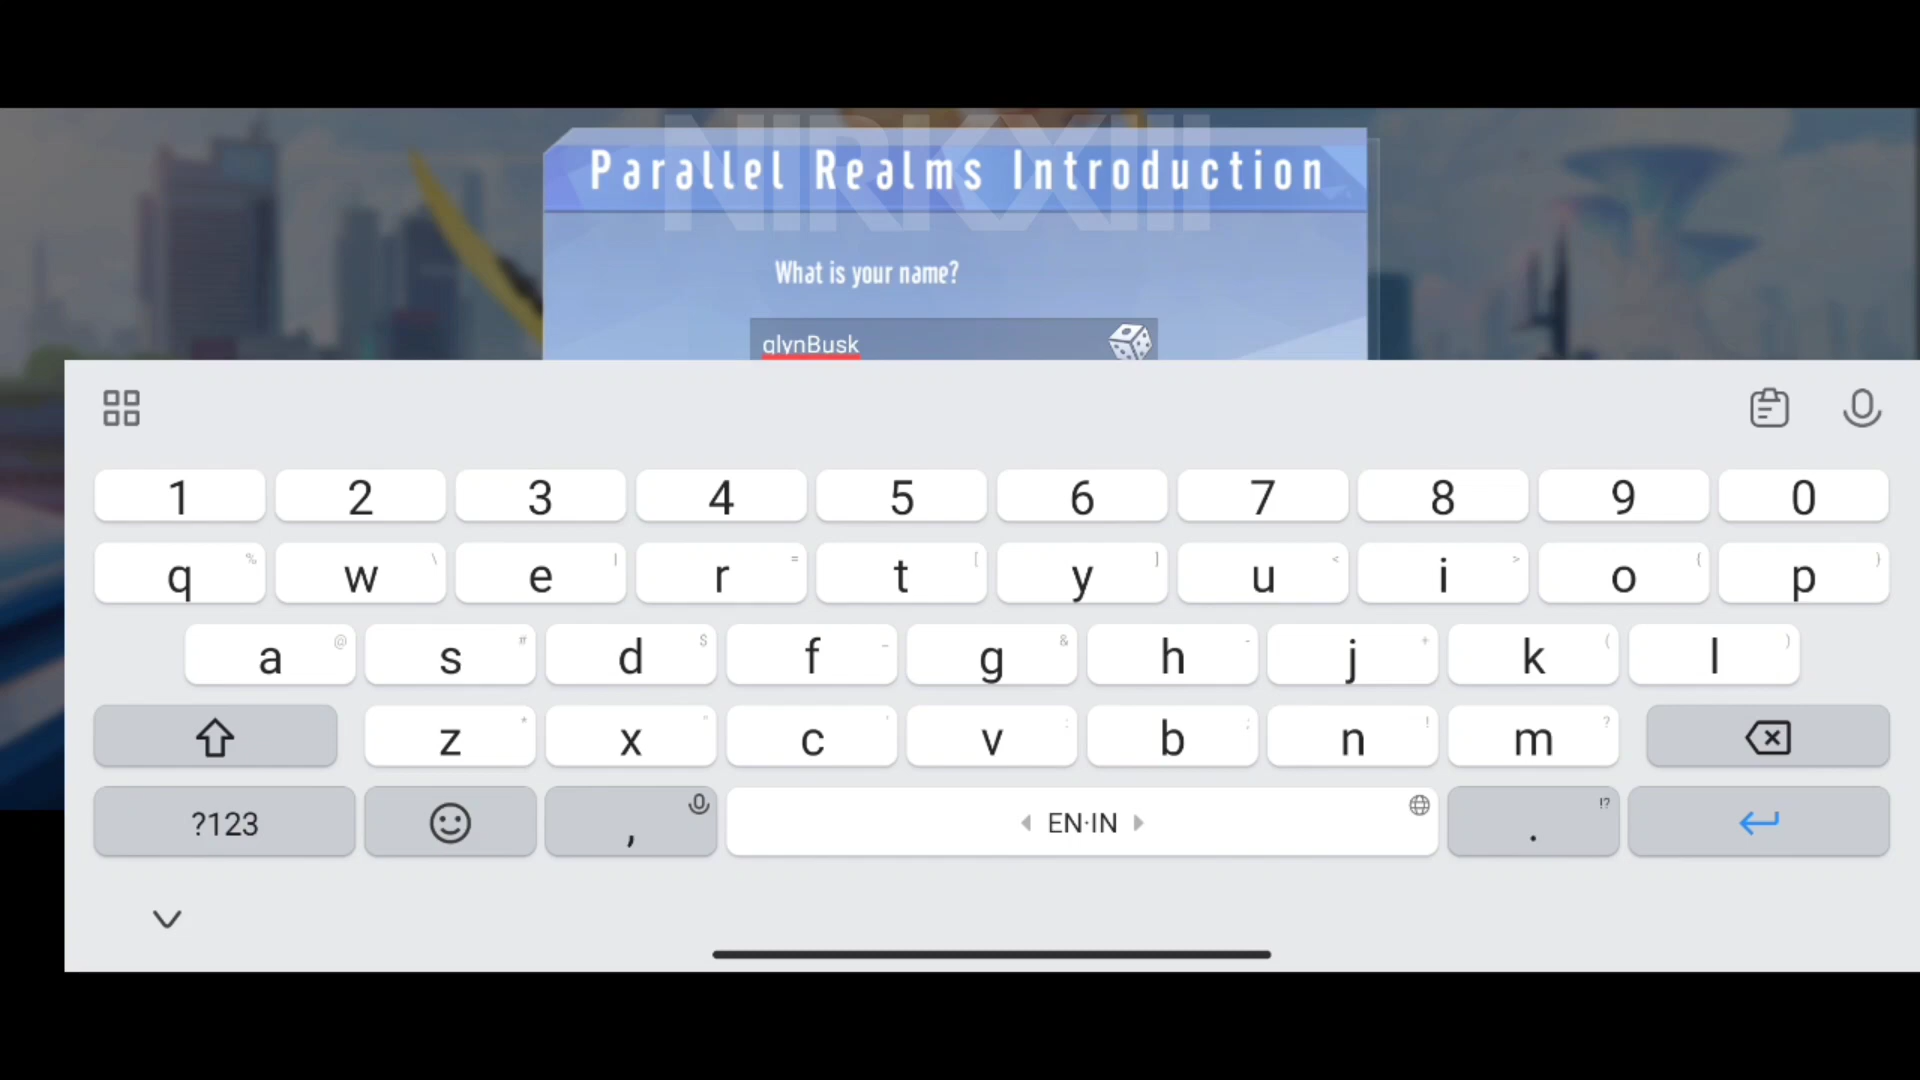 NIRKXIII
Parallel Realms Introduction
What is your name?
glynBusk
1 2 3 4 5 6 7 8 9 0
q % w \ e | r = t [ y ] u < i > o { p }
a @ s # d $ f _ g & h - j + k ( l )
z * x " c ' v : b ; n ! m ?
?123 , EN·IN . !?